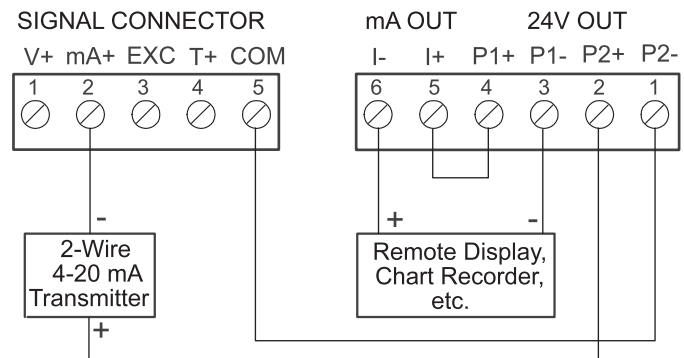 SIGNAL CONNECTOR
V+ mA+ EXC T+ COM
1 2 3 4 5
mA OUT 24V OUT
I- I+ P1+ P1- P2+ P2-
6 5 4 3 2 1
-
2-Wire
4-20 mA
Transmitter
+
+ -
Remote Display,
Chart Recorder,
etc.